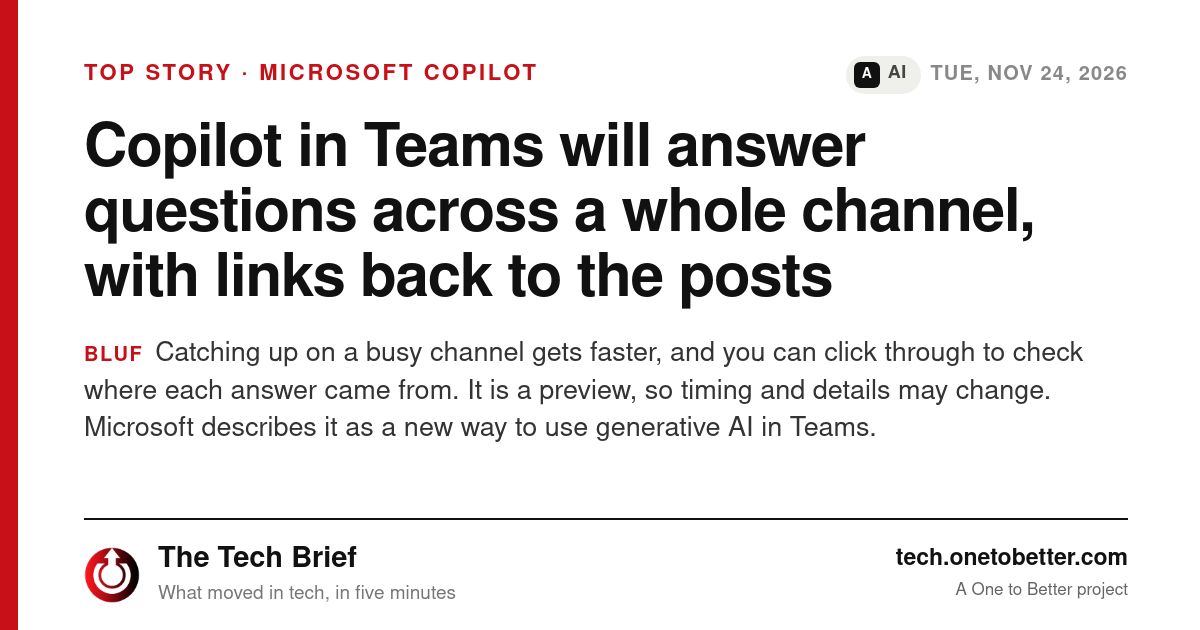 TOP STORY · MICROSOFT COPILOT
A AI TUE, NOV 24, 2026
Copilot in Teams will answer
questions across a whole channel,
with links back to the posts
BLUF Catching up on a busy channel gets faster, and you can click through to check
where each answer came from. It is a preview, so timing and details may change.
Microsoft describes it as a new way to use generative AI in Teams.
The Tech Brief
What moved in tech, in five minutes
tech.onetobetter.com
A One to Better project